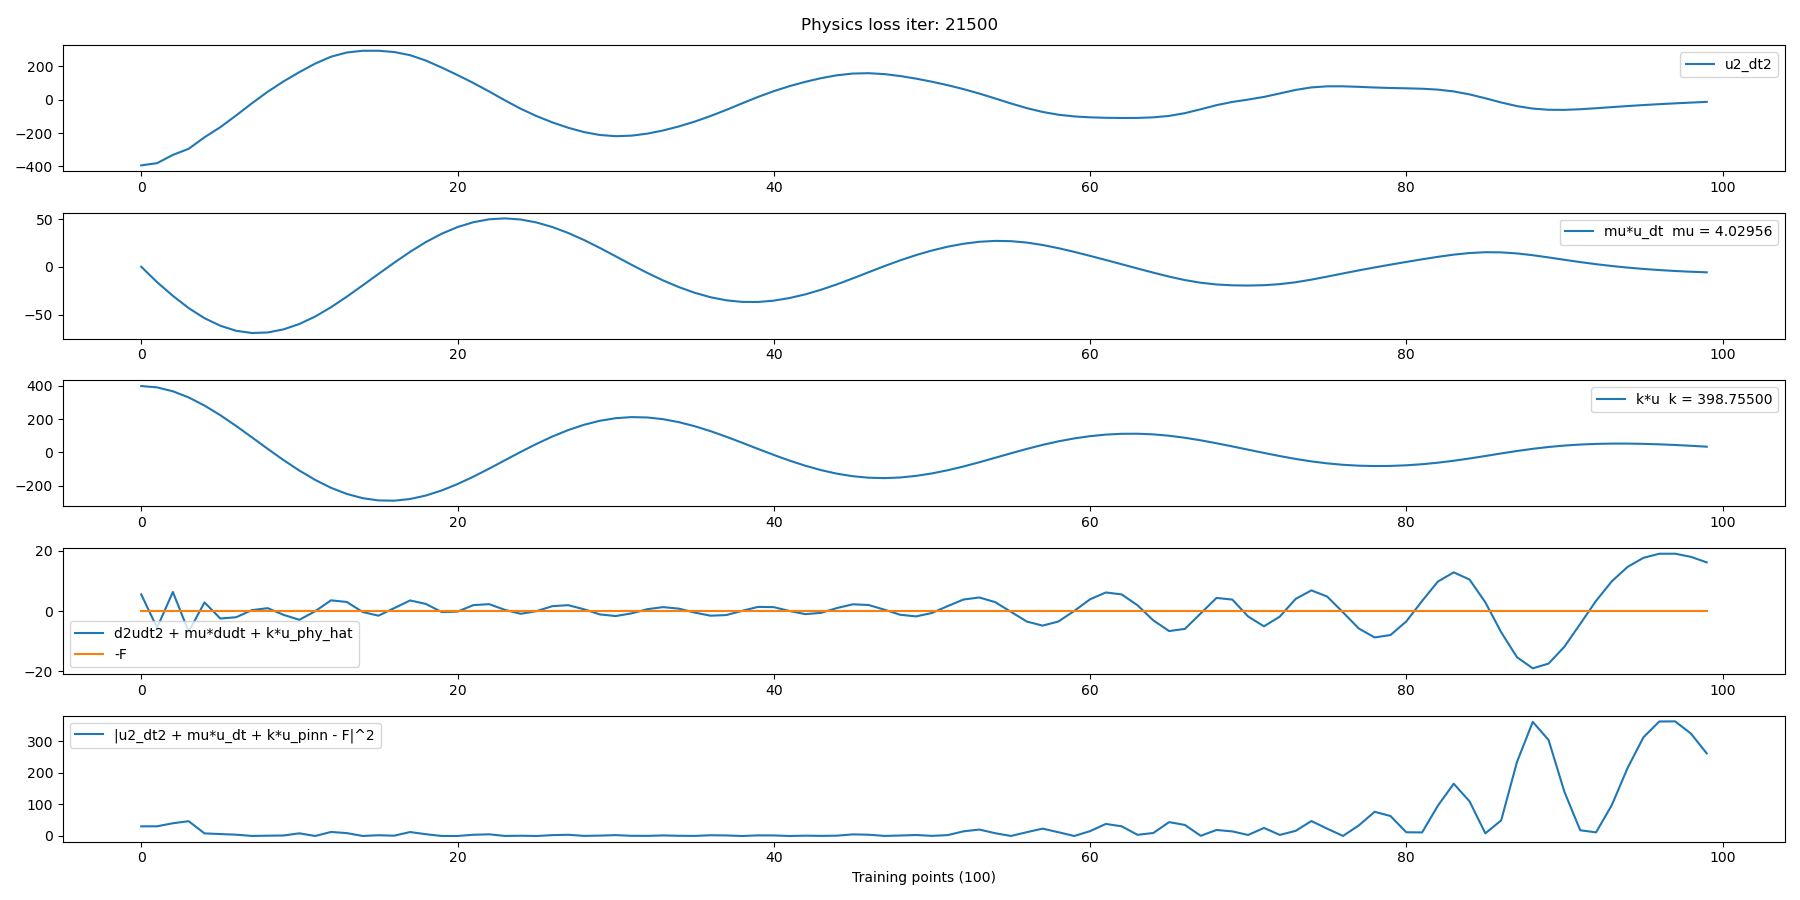 Physics loss iter: 21500
200
0
−200
−400
u2_dt2
0 20 40 60 80 100
50
0
−50
mu*u_dt  mu = 4.02956
0 20 40 60 80 100
400
200
0
−200
k*u  k = 398.75500
0 20 40 60 80 100
20
0
−20
d2udt2 + mu*dudt + k*u_phy_hat
-F
0 20 40 60 80 100
300
200
100
0
|u2_dt2 + mu*u_dt + k*u_pinn - F|^2
0 20 40 60 80 100
Training points (100)